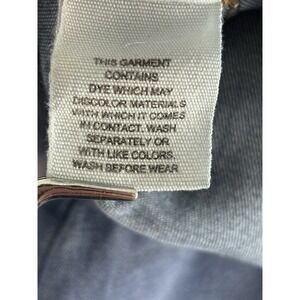 THIS GARMENT
CONTAINS
DYE WHICH MAY
DISCOLOR MATERIALS
WITH WHICH IT COMES
IN CONTACT. WASH
SEPARATELY OR
WITH LIKE COLORS.
WASH BEFORE WEAR